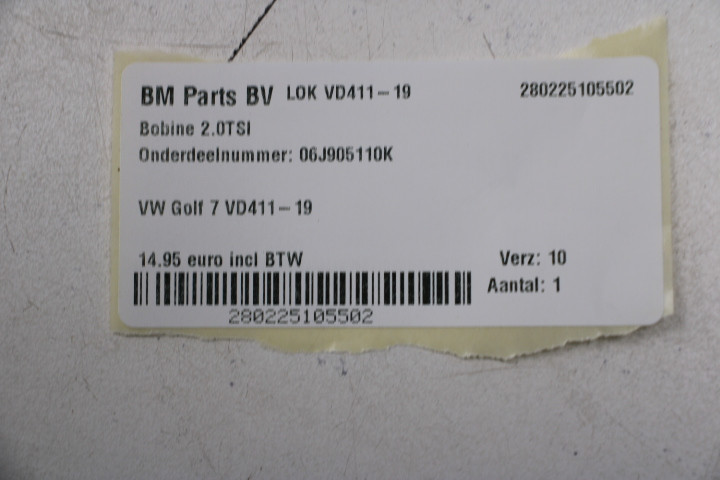 BM Parts BV LOK VD411-19 280225105502
Bobine 2.0TSI
Onderdeelnummer: 06J905110K
VW Golf 7 VD411-19
14.95 euro incl BTW Verz: 10
Aantal: 1
280225105502